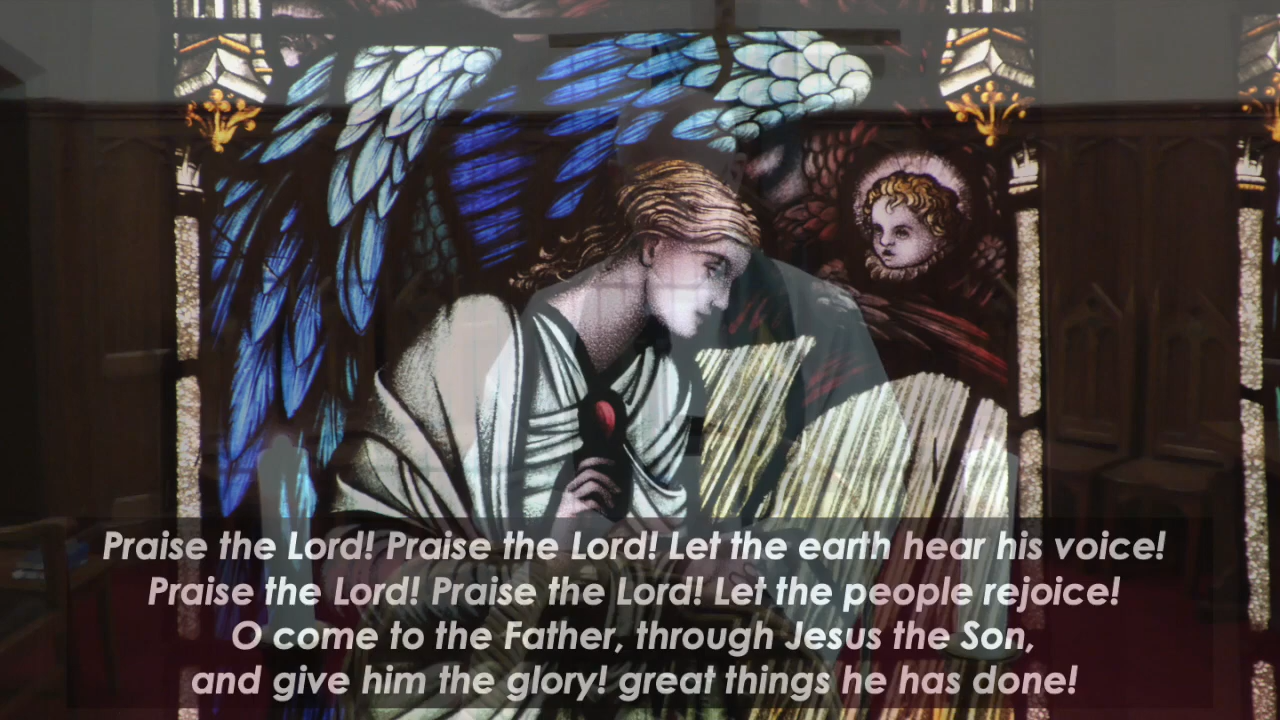 Praise the Lord! Praise the Lord! Let the earth hear his voice!
Praise the Lord! Praise the Lord! Let the people rejoice!
O come to the Father, through Jesus the Son,
and give him the glory! great things he has done!